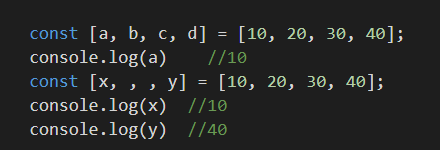 const [a, b, c, d] = [10, 20, 30, 40];
console.log(a)    //10
const [x, , , y] = [10, 20, 30, 40];
console.log(x)  //10
console.log(y)  //40